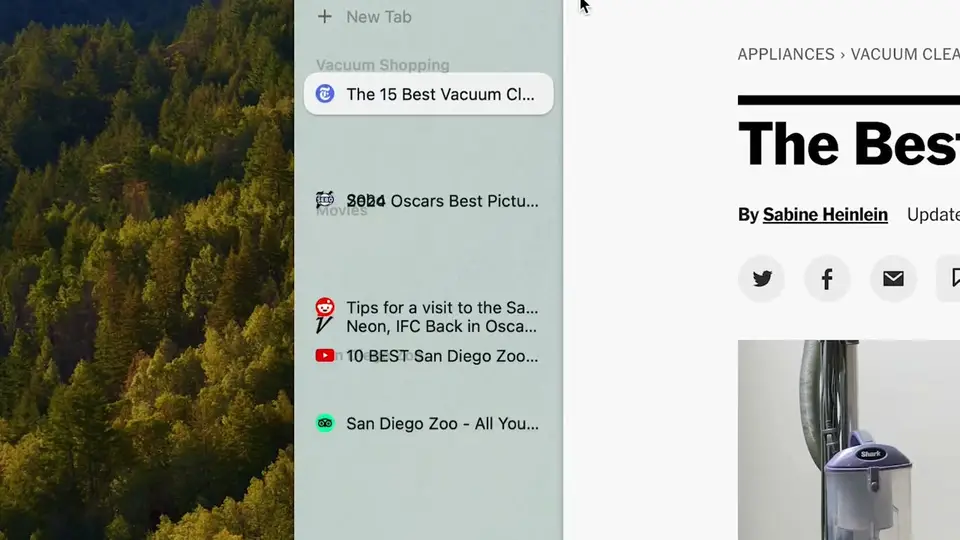 New Tab
Vacuum Shopping
The 15 Best Vacuum Cl...
2024 Oscars Best Pictu...
Movies
Tips for a visit to the Sa...
Neon, IFC Back in Osca...
10 BEST San Diego Zoo...
San Diego Zoo - All You...
APPLIANCES › VACUUM CLEA
The Best
By Sabine Heinlein Update
Shark